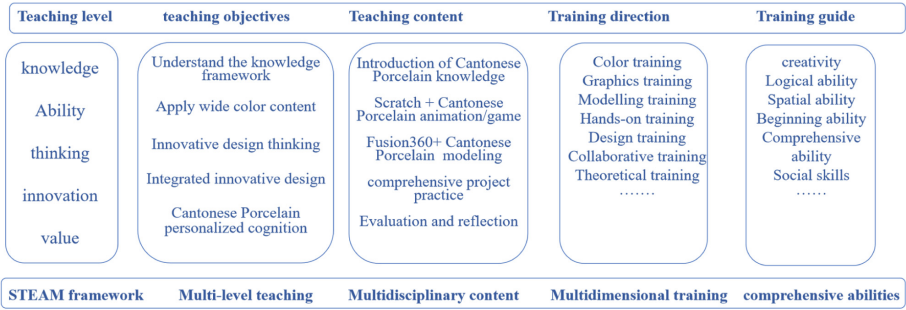 Teaching level teaching objectives Teaching content Training direction Training guide
knowledge
Ability
thinking
innovation
value
Understand the knowledge
framework
Apply wide color content
Innovative design thinking
Integrated innovative design
Cantonese Porcelain
personalized cognition
Introduction of Cantonese
Porcelain knowledge
Scratch + Cantonese
Porcelain animation/game
Fusion360+ Cantonese
Porcelain modeling
comprehensive project
practice
Evaluation and reflection
Color training
Graphics training
Modelling training
Hands-on training
Design training
Collaborative training
Theoretical training
·······
creativity
Logical ability
Spatial ability
Beginning ability
Comprehensive
ability
Social skills
······
STEAM framework Multi-level teaching Multidisciplinary content Multidimensional training comprehensive abilities